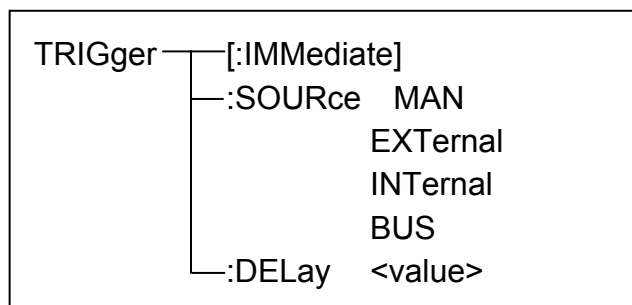 TRIGger [:IMMediate]
:SOURce MAN
EXTernal
INTernal
BUS
:DELay <value>